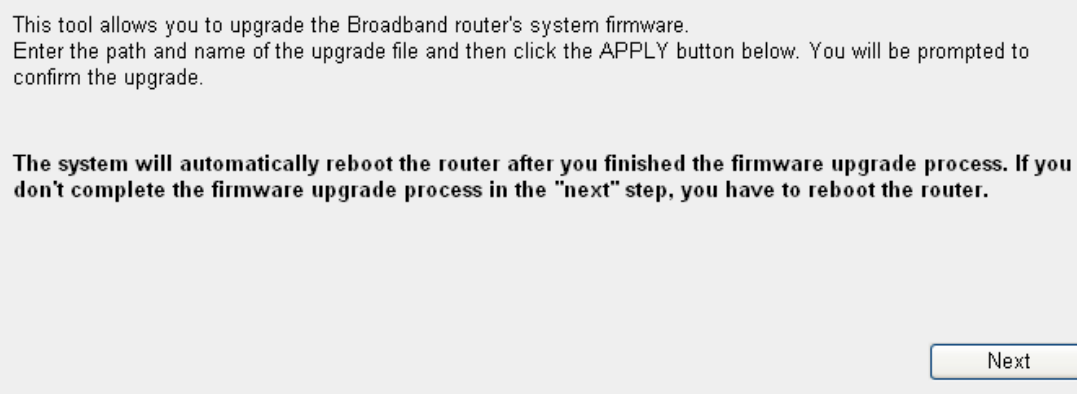 This tool allows you to upgrade the Broadband router's system firmware.
Enter the path and name of the upgrade file and then click the APPLY button below. You will be prompted to
confirm the upgrade.
The system will automatically reboot the router after you finished the firmware upgrade process. If you
don't complete the firmware upgrade process in the "next" step, you have to reboot the router.
Next